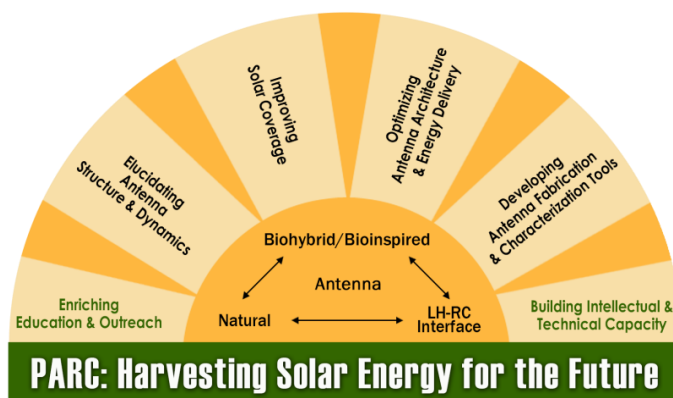 Enriching
Education & Outreach
Elucidating
Antenna
Structure & Dynamics
Improving
Solar Coverage
Optimizing
Antenna Architecture
& Energy Delivery
Developing
Antenna Fabrication
& Characterization Tools
Building Intellectual &
Technical Capacity
Biohybrid/Bioinspired
Antenna
Natural
LH-RC
Interface
PARC: Harvesting Solar Energy for the Future